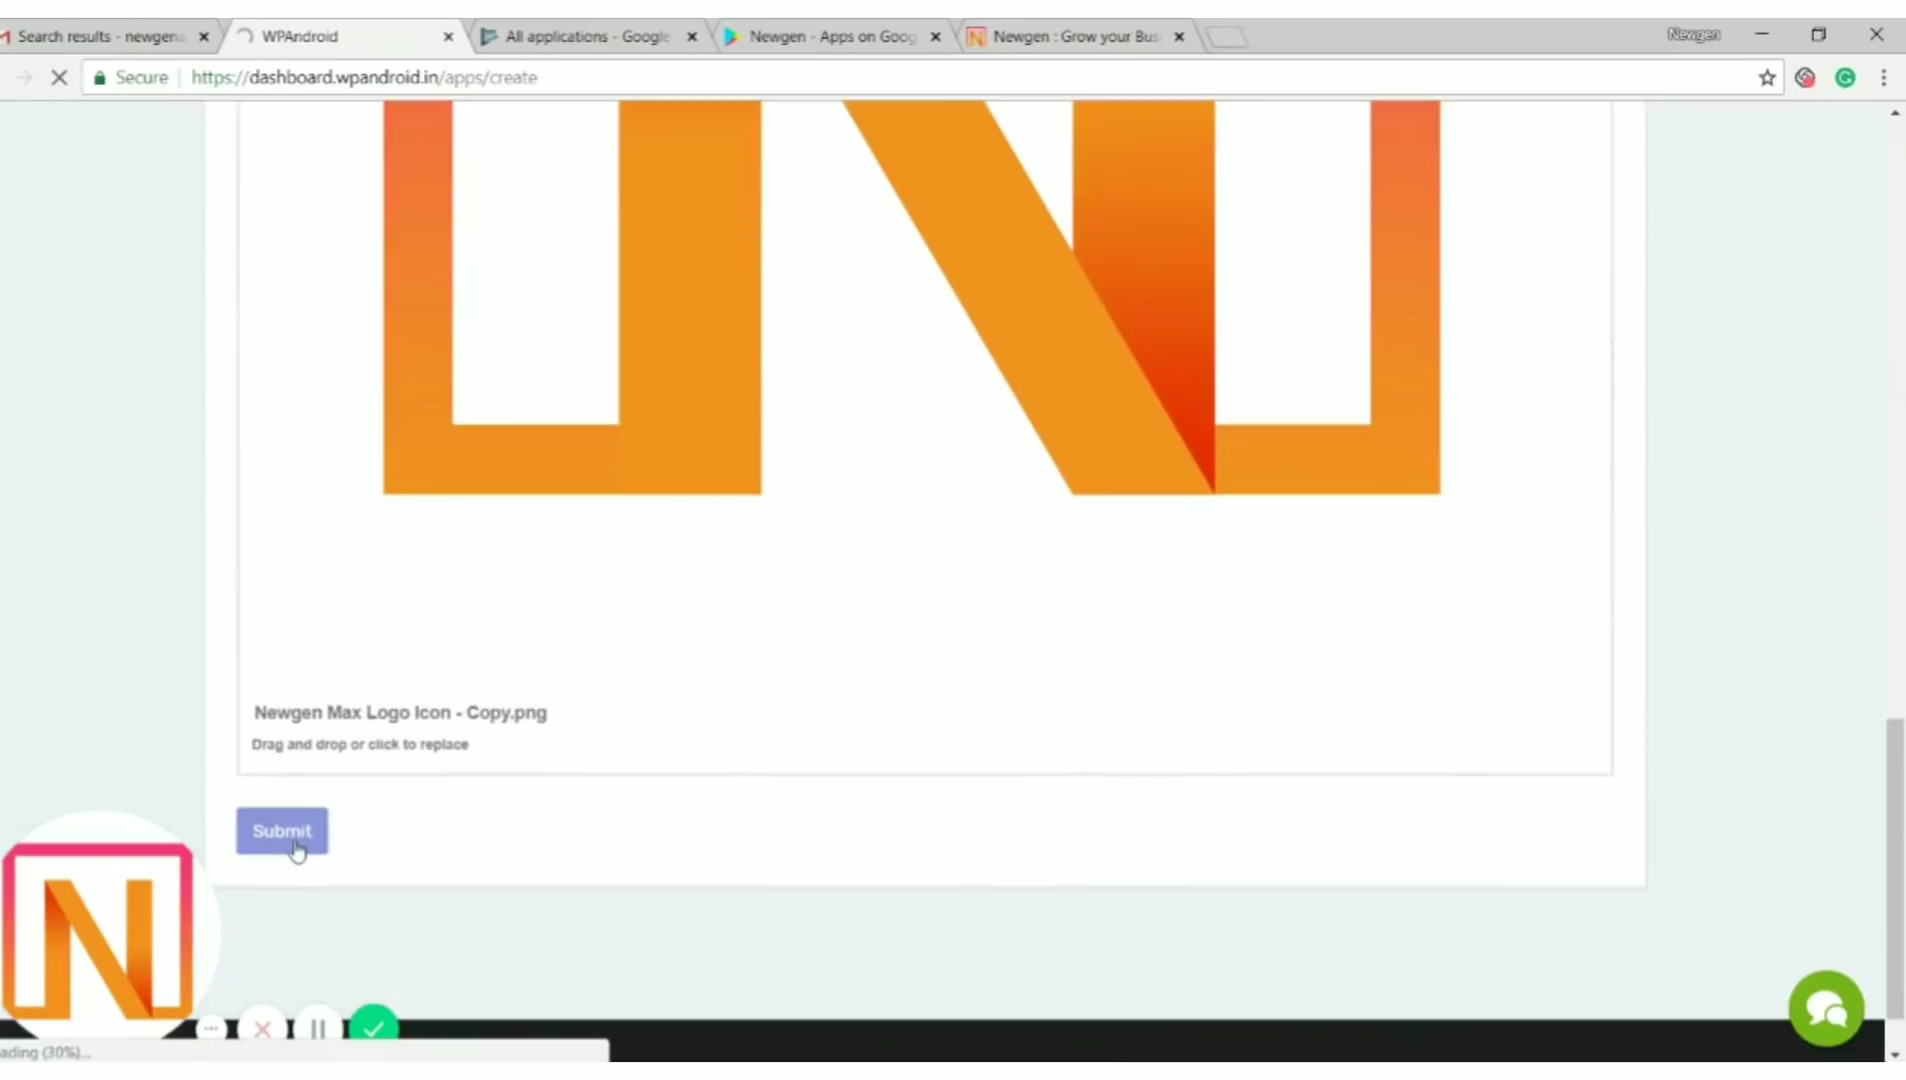 Search results - newgena
WPAndroid
All applications - Google
Newgen - Apps on Goog
Newgen : Grow your Bus
Newgen
Secure
https://dashboard.wpandroid.in/apps/create
Newgen Max Logo Icon - Copy.png
Drag and drop or click to replace
Submit
ading (30%)...